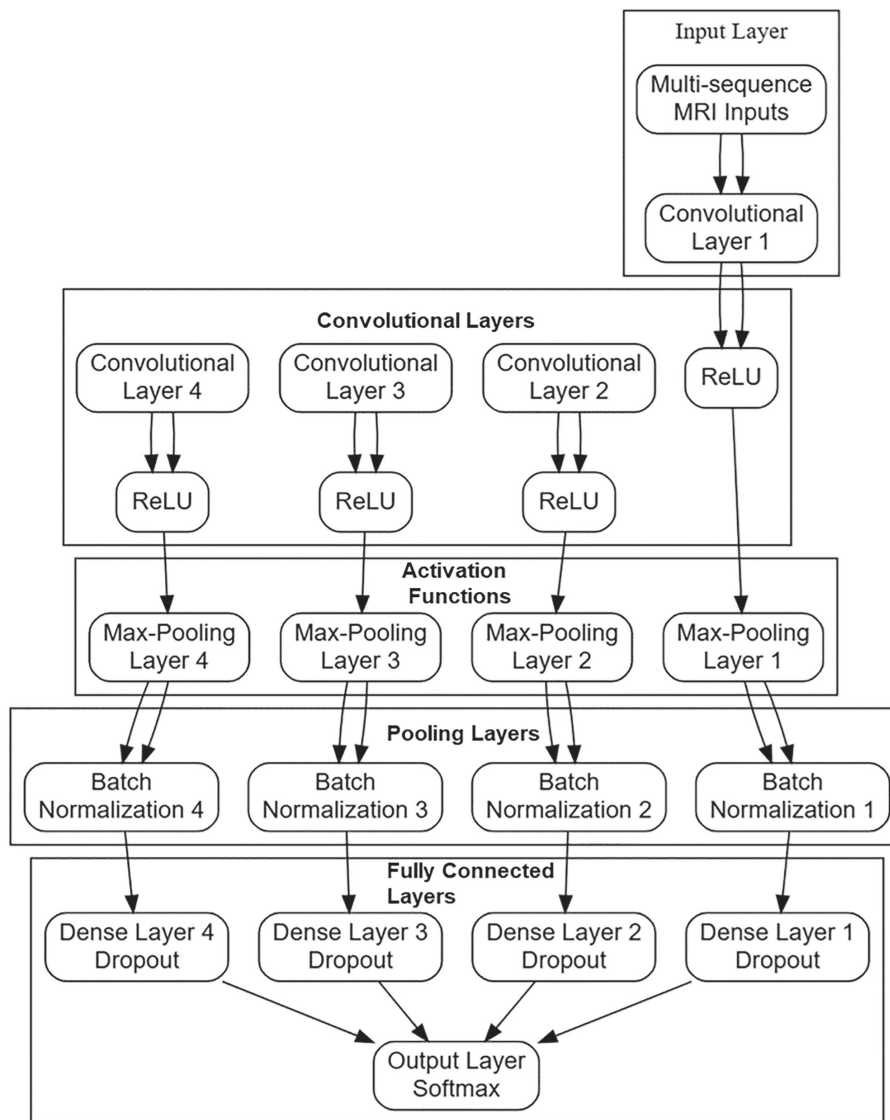 Input Layer
Multi-sequence
MRI Inputs
Convolutional
Layer 1
Convolutional Layers
Convolutional
Layer 4
Convolutional
Layer 3
Convolutional
Layer 2
ReLU
ReLU
ReLU
ReLU
Activation
Functions
Max-Pooling
Layer 4
Max-Pooling
Layer 3
Max-Pooling
Layer 2
Max-Pooling
Layer 1
Pooling Layers
Batch
Normalization 4
Batch
Normalization 3
Batch
Normalization 2
Batch
Normalization 1
Fully Connected
Layers
Dense Layer 4
Dropout
Dense Layer 3
Dropout
Dense Layer 2
Dropout
Dense Layer 1
Dropout
Output Layer
Softmax